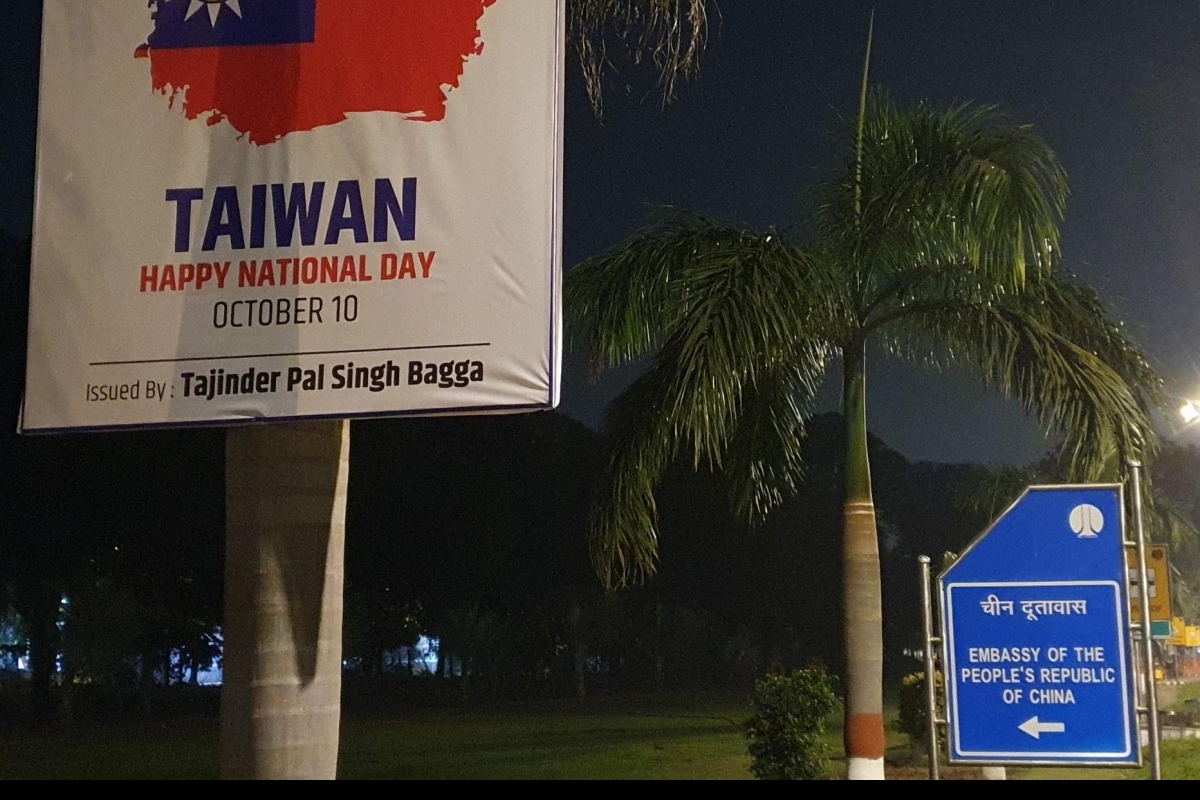 TAIWAN
HAPPY NATIONAL DAY
OCTOBER 10
Issued By : Tajinder Pal Singh Bagga
चीन दूतावास
EMBASSY OF THE
PEOPLE'S REPUBLIC
OF CHINA